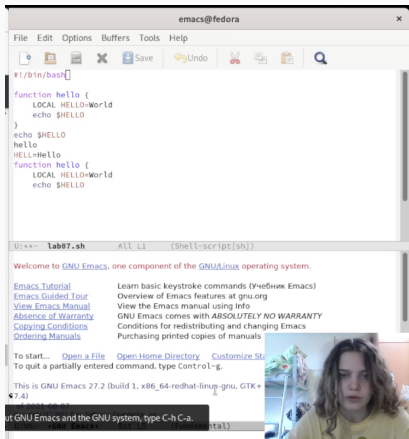 emacs@fedora ×
File Edit Options Buffers Tools Help
Save Undo
#!/bin/bash
function hello {
LOCAL HELLO=World
echo $HELLO
}
echo $HELLO
hello
HELL=Hello
function hello {
LOCAL HELLO=World
echo $HELLO
U:**- lab07.sh All L1 (Shell-script[sh])
Welcome to GNU Emacs, one component of the GNU/Linux operating system.
Emacs Tutorial Learn basic keystroke commands (Учебник Emacs)
Emacs Guided Tour Overview of Emacs features at gnu.org
View Emacs Manual View the Emacs manual using Info
Absence of Warranty GNU Emacs comes with ABSOLUTELY NO WARRANTY
Copying Conditions Conditions for redistributing and changing Emacs
Ordering Manuals Purchasing printed copies of manuals
To start... Open a File Open Home Directory Customize Sta
To quit a partially entered command, type Control-g.
This is GNU Emacs 27.2 (build 1, x86_64-redhat-linux-gnu, GTK+
7.4)
ut GNU Emacs and the GNU system, type C-h C-a.